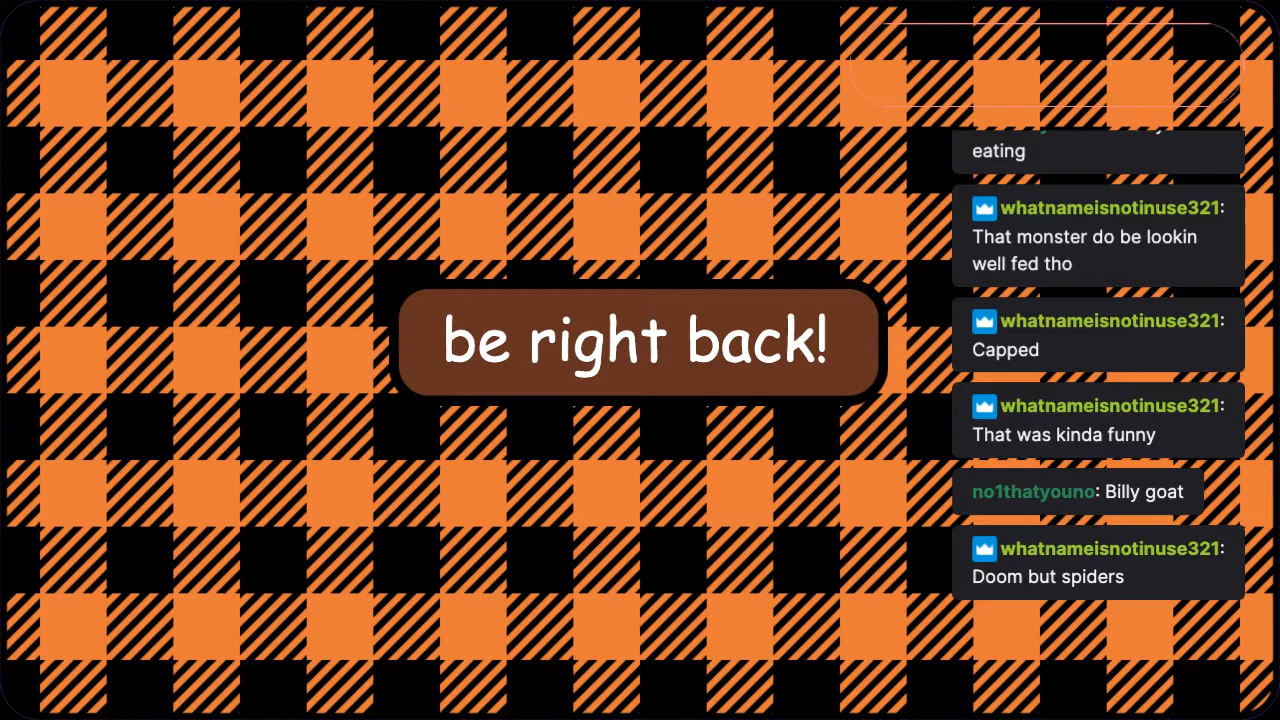 be right back!
eating
whatnameisnotinuse321:
That monster do be lookin
well fed tho
whatnameisnotinuse321:
Capped
whatnameisnotinuse321:
That was kinda funny
no1thatyouno: Billy goat
whatnameisnotinuse321:
Doom but spiders